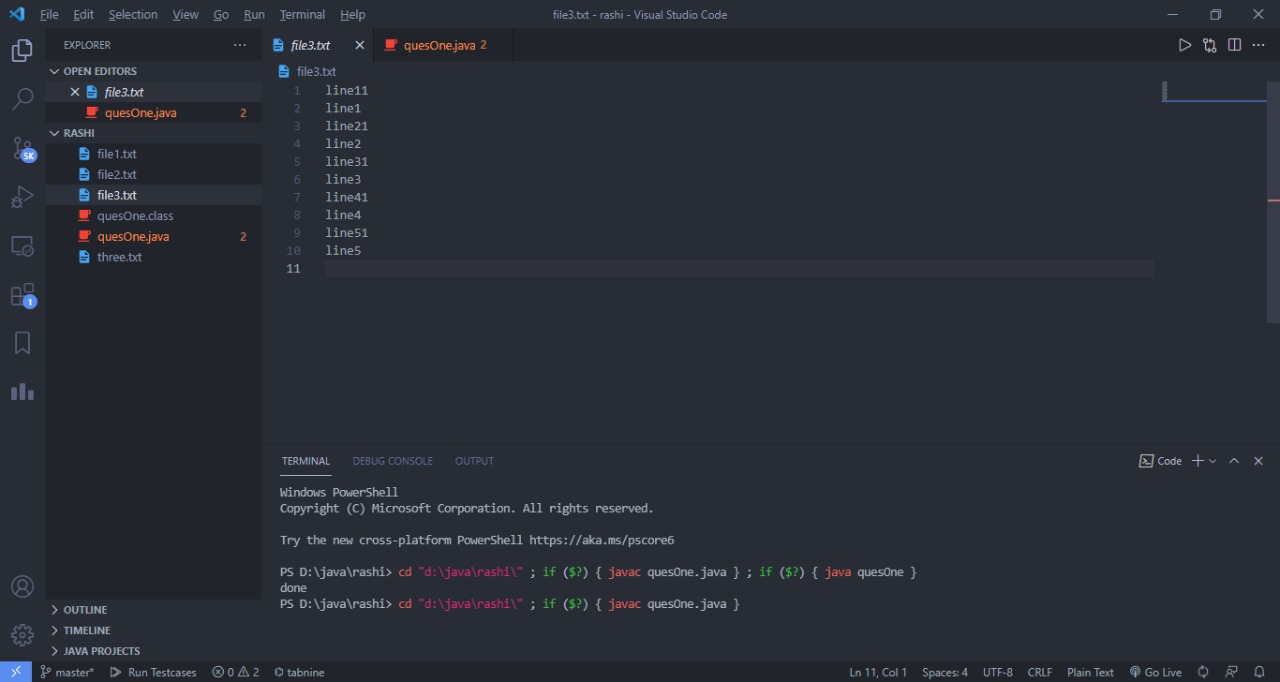 File Edit Selection View Go Run Terminal Help
file3.txt - rashi - Visual Studio Code
EXPLORER
OPEN EDITORS
file3.txt
quesOne.java 2
RASHI
file1.txt
file2.txt
file3.txt
quesOne.class
quesOne.java 2
three.txt
OUTLINE
TIMELINE
JAVA PROJECTS
5K
1
file3.txt quesOne.java 2
file3.txt
1 line11
2 line1
3 line21
4 line2
5 line31
6 line3
7 line41
8 line4
9 line51
10 line5
11
TERMINAL DEBUG CONSOLE OUTPUT
Code
Windows PowerShell
Copyright (C) Microsoft Corporation. All rights reserved.
Try the new cross-platform PowerShell https://aka.ms/pscore6
PS D:\java\rashi> cd "d:\java\rashi\" ; if ($?) { javac quesOne.java } ; if ($?) { java quesOne }
done
PS D:\java\rashi> cd "d:\java\rashi\" ; if ($?) { javac quesOne.java }
master* Run Testcases 0 2 tabnine
Ln 11, Col 1 Spaces: 4 UTF-8 CRLF Plain Text Go Live